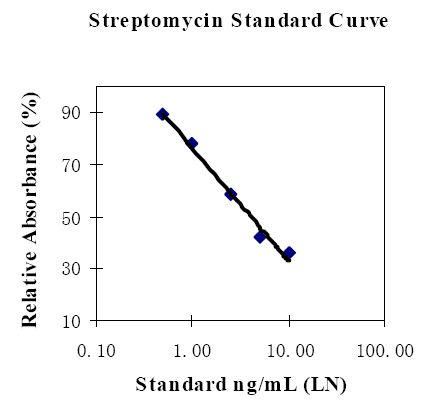 Streptomycin Standard Curve
Relative Absorbance (%)
90
70
50
30
10
0.10 1.00 10.00 100.00
Standard ng/mL (LN)